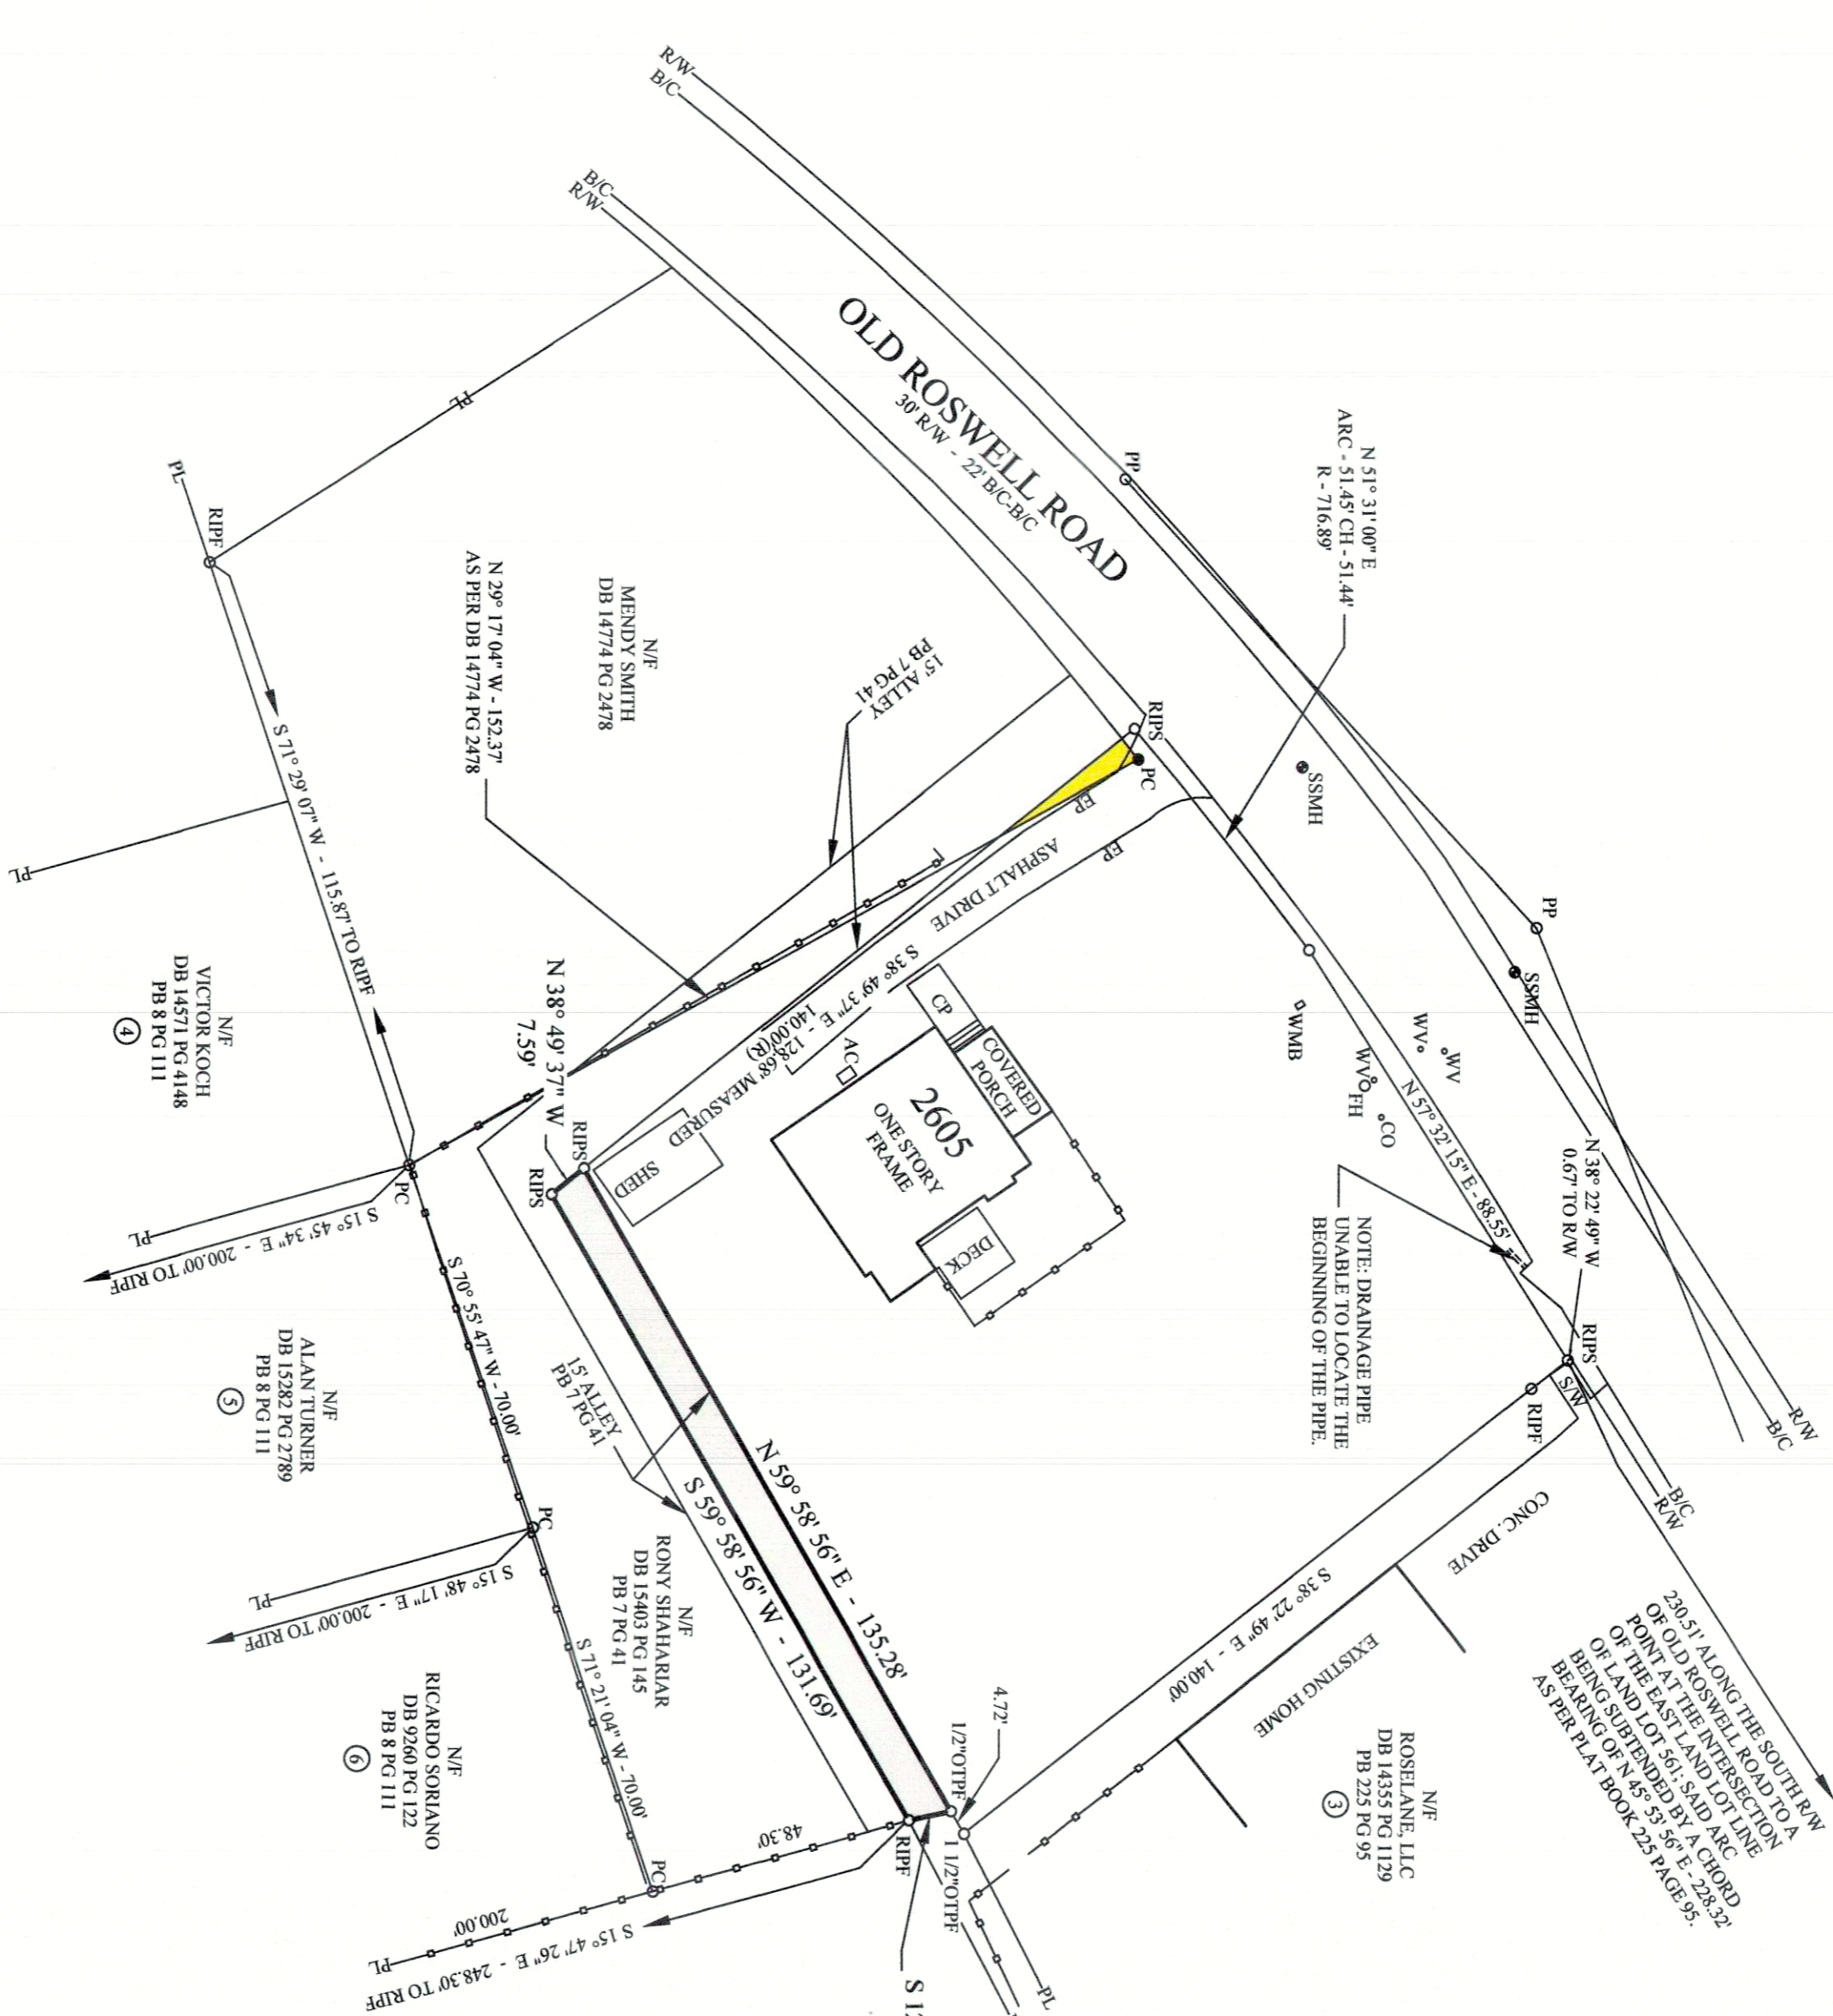 R/W
B/C
B/C
R/W
OLD ROSWELL ROAD
30' R/W - 22' B/C-B/C
PP
N 51° 31' 00" E
ARC - 51.45' CH - 51.44'
R - 716.89'
PL
PL
RIPF
S 71° 29' 07" W - 115.87' TO RIPF
PL
N/F
MENDY SMITH
DB 14774 PG 2478
N 29° 17' 04" W - 152.37'
AS PER DB 14774 PG 2478
15' ALLEY
PB 7 PG 41
RIPS
PC
SSMH
EP
EP
ASPHALT DRIVE
PP
SSMH
WMB
WV
WV
WV
FH
CO
N 57° 32' 15" E - 88.55'
N 38° 22' 49" W
0.67' TO R/W
RIPS
S/W
RIPF
R/W
B/C
B/C
R/W
NOTE: DRAINAGE PIPE
UNABLE TO LOCATE THE
BEGINNING OF THE PIPE.
S 38° 49' 37" E -
128.68' MEASURED
140.00'(R)
CP
COVERED
PORCH
AC
2605
ONE STORY
FRAME
DECK
SHED
N 38° 49' 37" W
7.59'
RIPS
RIPS
N/F
VICTOR KOCH
DB 14571 PG 4148
PB 8 PG 111
4
PC
S 15° 45' 34" E - 200.00' TO RIPF
PL
S 70° 55' 47" W - 70.00'
N/F
ALAN TURNER
DB 15282 PG 2789
PB 8 PG 111
5
PC
S 15° 48' 17" E - 200.00' TO RIPF
PL
15' ALLEY
PB 7 PG 41
N 59° 58' 56" E - 135.28'
S 59° 58' 56" W - 131.69'
N/F
RONY SHAHARIAR
DB 15403 PG 145
PB 7 PG 41
S 71° 21' 04" W - 70.00'
N/F
RICARDO SORIANO
DB 9260 PG 122
PB 8 PG 111
6
PC
48.30'
200.00'
S 15° 47' 26" E - 248.30' TO RIPF
PL
RIPF
1/2"OTPF
1 1/2"OTPF
4.72'
PL
CONC. DRIVE
S 38° 22' 49" E - 140.00'
EXISTING HOME
N/F
ROSELANE, LLC
DB 14355 PG 1129
PB 225 PG 95
3
230.51' ALONG THE SOUTH R/W
OF OLD ROSWELL ROAD TO A
POINT AT THE INTERSECTION
OF THE EAST LAND LOT LINE
OF LAND LOT 561; SAID ARC
BEING SUBTENDED BY A CHORD
BEARING OF N 45° 53' 56" E - 228.32'
AS PER PLAT BOOK 225 PAGE 95.